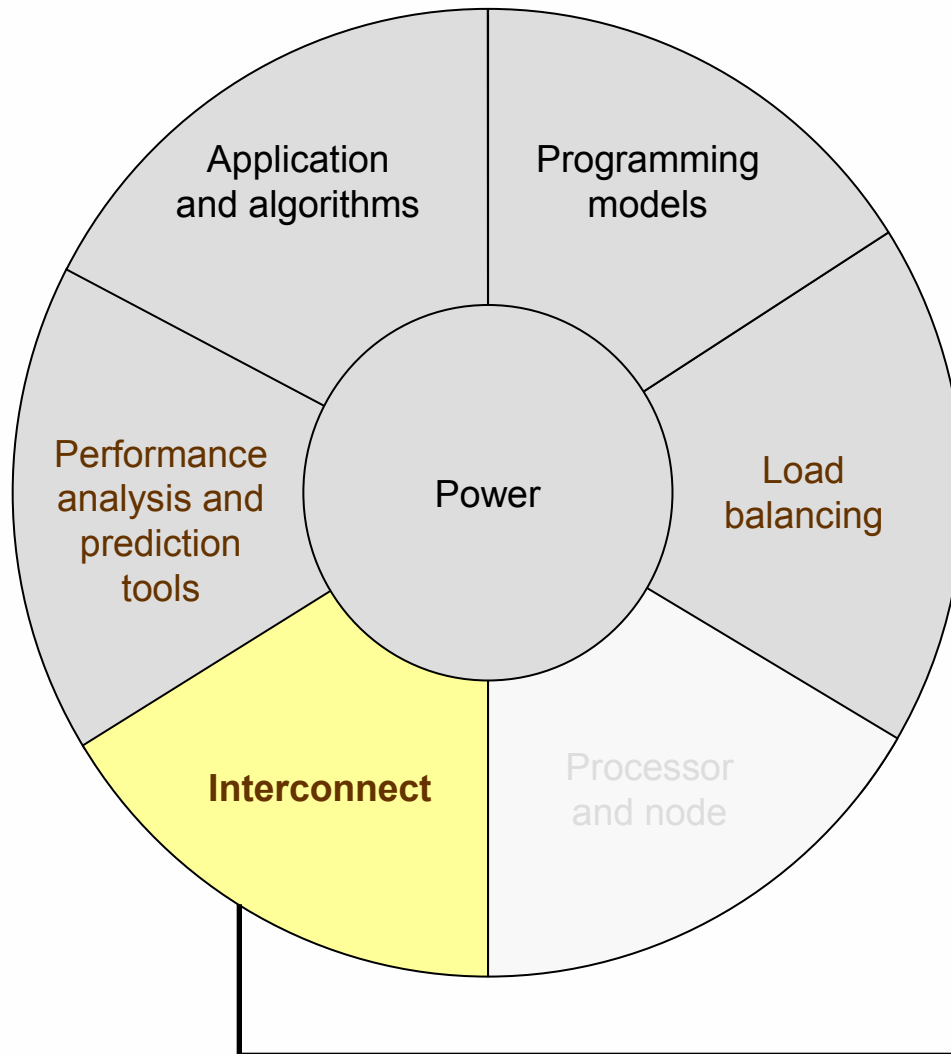 Application
and algorithms
Programming
models
Performance
analysis and
prediction
tools
Power
Load
balancing
Interconnect
Processor
and node